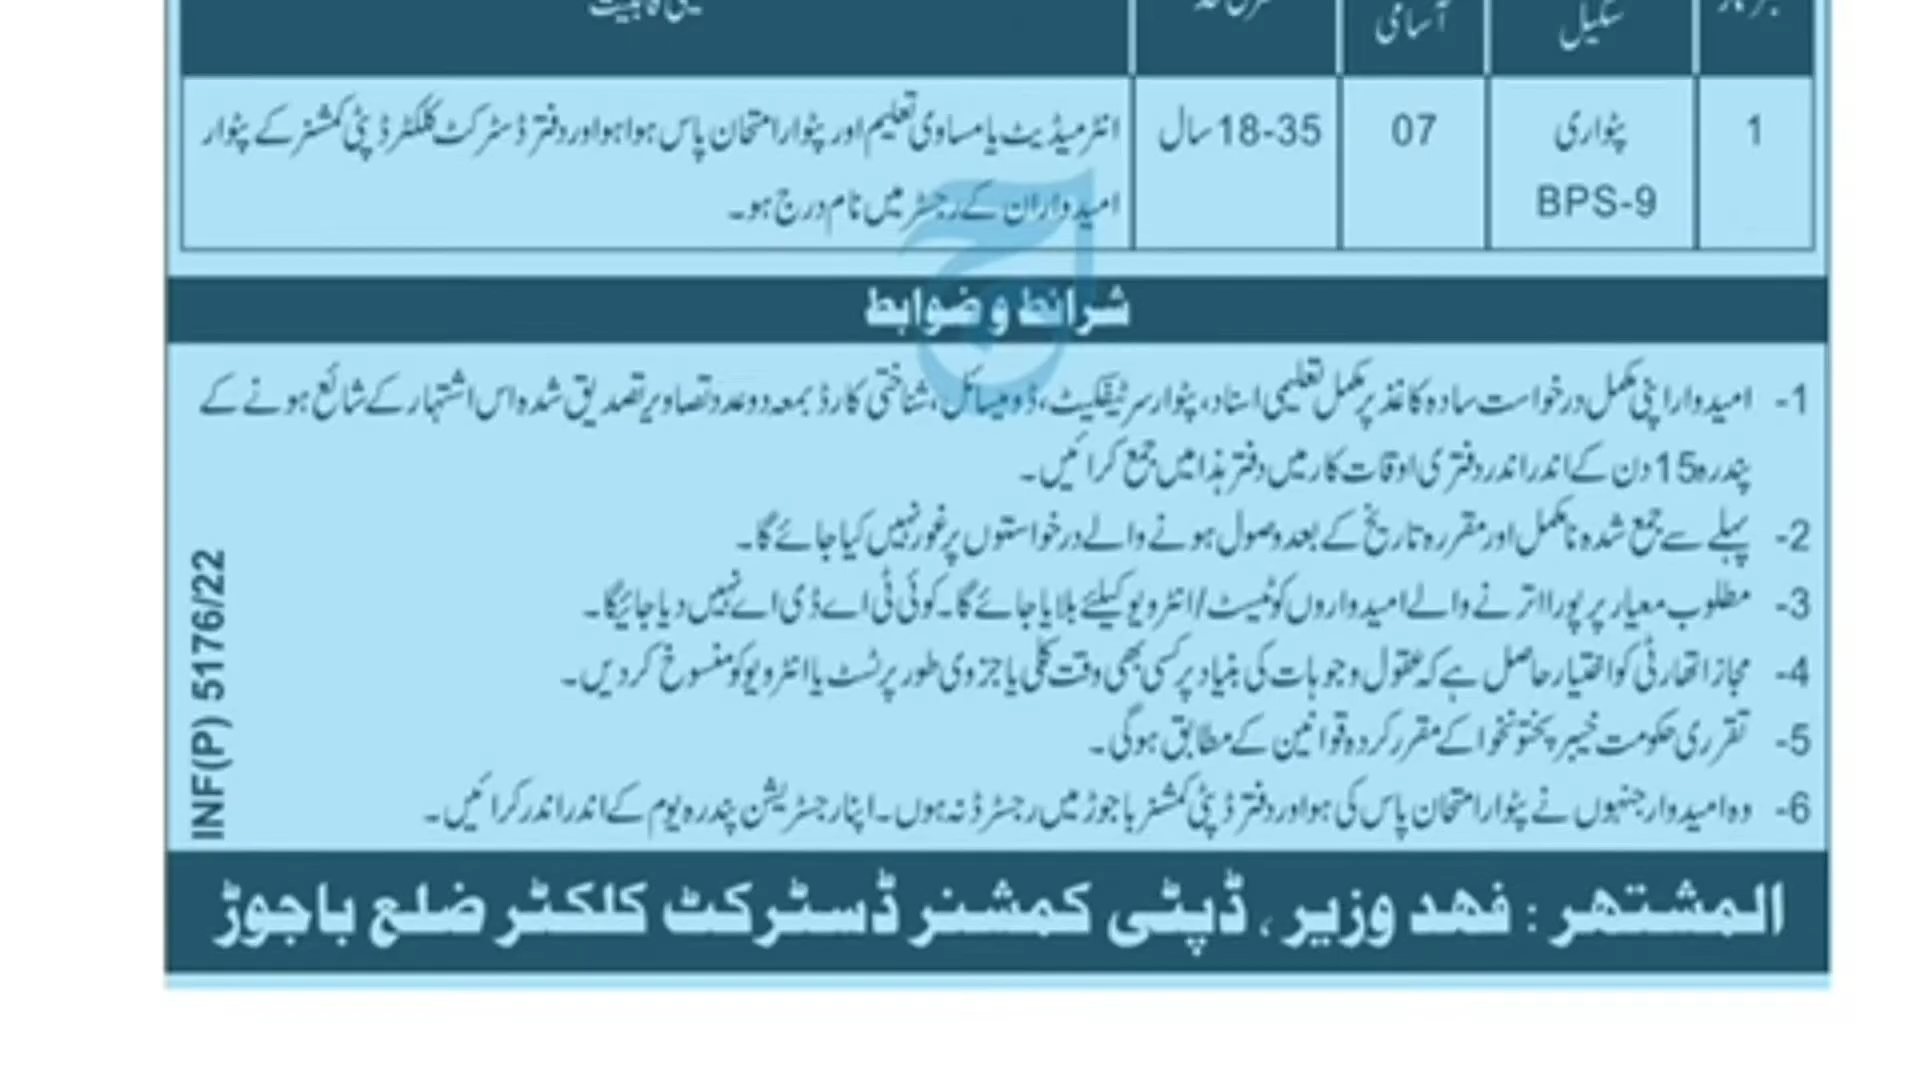 سکیل آسامی
1 پٹواری 07 18-35 سال انٹرمیڈیٹ یا مساوی تعلیم اور پٹوار امتحان پاس ہوا ہو اور دفتر ڈسٹرکٹ کلکٹر ڈپٹی کمشنر کے پٹوار
BPS-9 امیدواران کے رجسٹر میں نام درج ہو۔
شرائط و ضوابط
1- امیدوار اپنی مکمل درخواست سادہ کاغذ پر مکمل تعلیمی اسناد، پٹوار سرٹیفکیٹ، ڈومیسائل، شناختی کارڈ بمعہ دو عدد تصاویر تصدیق شدہ اس اشتہار کے شائع ہونے کے
پندرہ 15 دن کے اندر اندر دفتری اوقات کار میں دفتر ہذا میں جمع کرائیں۔
2- پہلے سے جمع شدہ نامکمل اور مقررہ تاریخ کے بعد وصول ہونے والے درخواستوں پر غور نہیں کیا جائے گا۔
3- مطلوب معیار پر پورا اترنے والے امیدواروں کو ٹیسٹ/انٹرویو کیلئے بلایا جائے گا۔ کوئی ٹی اے ڈی اے نہیں دیا جائیگا۔
4- مجاز اتھارٹی کو اختیار حاصل ہے کہ معقول وجوہات کی بنیاد پر کسی بھی وقت کلی یا جزوی طور پر ٹسٹ یا انٹرویو کو منسوخ کر دیں۔
5- تقرری حکومت خیبر پختونخوا کے مقرر کردہ قوانین کے مطابق ہوگی۔
6- وہ امیدوار جنہوں نے پٹوار امتحان پاس کی ہو اور دفتر ڈپٹی کمشنر باجوڑ میں رجسٹرڈ نہ ہوں۔ اپنا رجسٹریشن پندرہ یوم کے اندر اندر کرائیں۔
INF(P) 5176/22
المشتهر : فهد وزیر، ڈپٹی کمشنر ڈسٹرکٹ کلکٹر ضلع باجوڑ